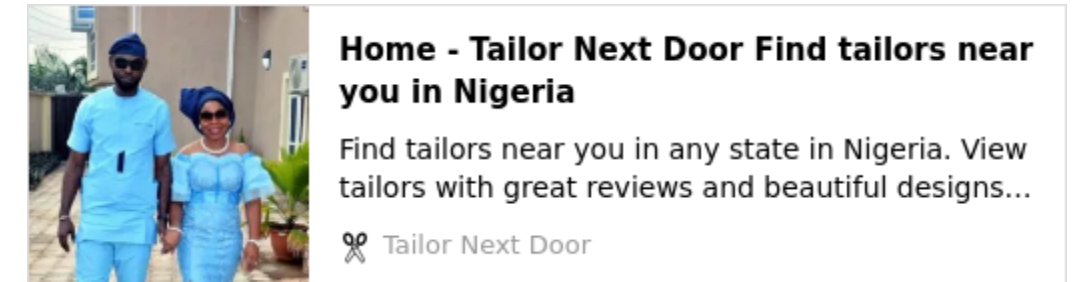 Home - Tailor Next Door Find tailors near
you in Nigeria
Find tailors near you in any state in Nigeria. View
tailors with great reviews and beautiful designs...
Tailor Next Door